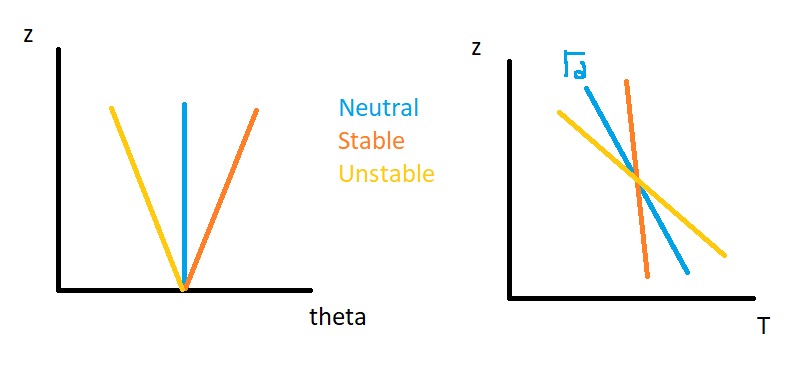 z
theta
Neutral
Stable
Unstable
z
Γd
T